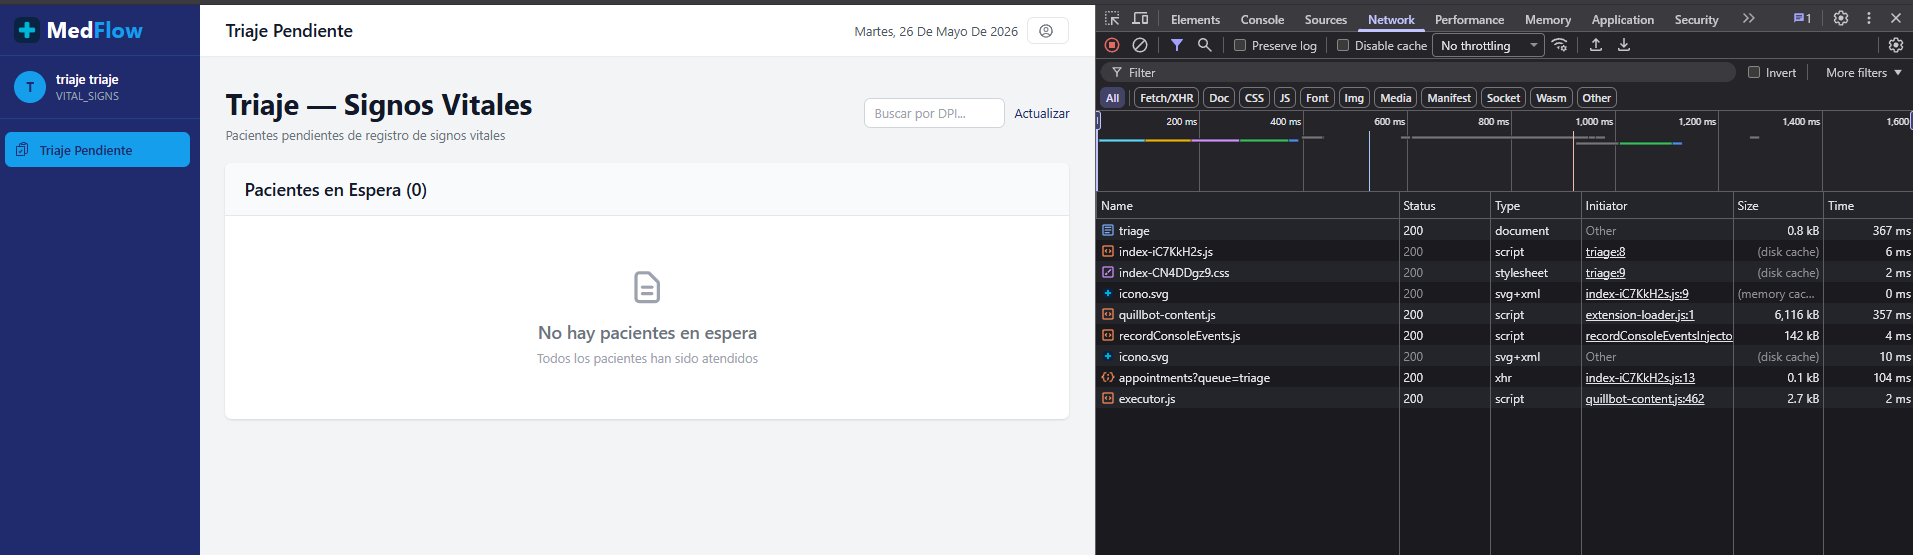 MedFlow
T
triaje triaje
VITAL_SIGNS
Triaje Pendiente
Triaje Pendiente
Martes, 26 De Mayo De 2026
Triaje — Signos Vitales
Pacientes pendientes de registro de signos vitales
Buscar por DPI...
Actualizar
Pacientes en Espera (0)
No hay pacientes en espera
Todos los pacientes han sido atendidos
Elements Console Sources Network Performance Memory Application Security 1
Preserve log Disable cache No throttling
Filter Invert More filters
All Fetch/XHR Doc CSS JS Font Img Media Manifest Socket Wasm Other
200 ms 400 ms 600 ms 800 ms 1,000 ms 1,200 ms 1,400 ms 1,600
Name Status Type Initiator Size Time
triage 200 document Other 0.8 kB 367 ms
index-iC7KkH2s.js 200 script triage:8 (disk cache) 6 ms
index-CN4DDgz9.css 200 stylesheet triage:9 (disk cache) 2 ms
icono.svg 200 svg+xml index-iC7KkH2s.js:9 (memory cac... 0 ms
quillbot-content.js 200 script extension-loader.js:1 6,116 kB 357 ms
recordConsoleEvents.js 200 script recordConsoleEventsInjecto 142 kB 4 ms
icono.svg 200 svg+xml Other (disk cache) 10 ms
appointments?queue=triage 200 xhr index-iC7KkH2s.js:13 0.1 kB 104 ms
executor.js 200 script quillbot-content.js:462 2.7 kB 2 ms